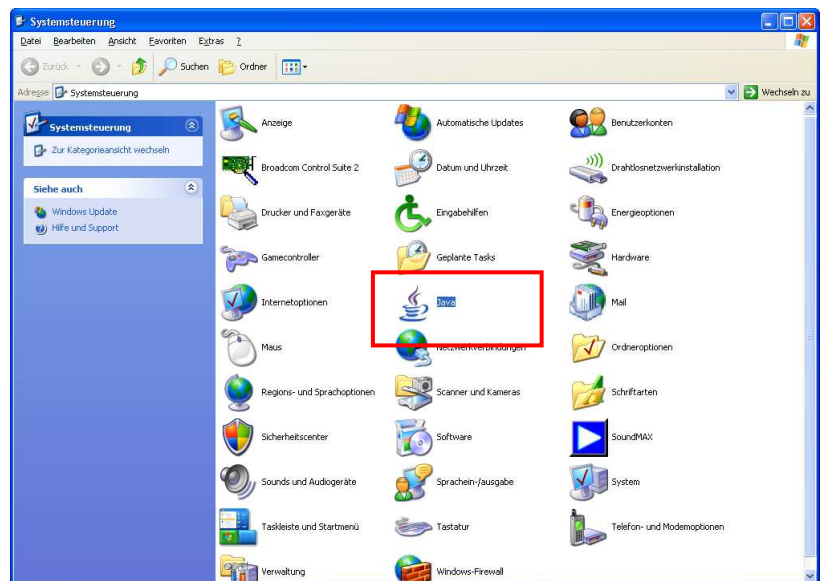 Systemsteuerung
Datei Bearbeiten Ansicht Favoriten Extras ?
Zurück Suchen Ordner
Adresse Systemsteuerung Wechseln zu
Systemsteuerung
Zur Kategorieansicht wechseln
Siehe auch
Windows Update
Hilfe und Support
Anzeige Automatische Updates Benutzerkonten
Broadcom Control Suite 2 Datum und Uhrzeit Drahtlosnetzwerkinstallation
Drucker und Faxgeräte Eingabehilfen Energieoptionen
Gamecontroller Geplante Tasks Hardware
Internetoptionen Java Mail
Maus Netzwerkverbindungen Ordneroptionen
Regions- und Sprachoptionen Scanner und Kameras Schriftarten
Sicherheitscenter Software SoundMAX
Sounds und Audiogeräte Sprachein-/ausgabe System
Taskleiste und Startmenü Tastatur Telefon- und Modemoptionen
Verwaltung Windows-Firewall